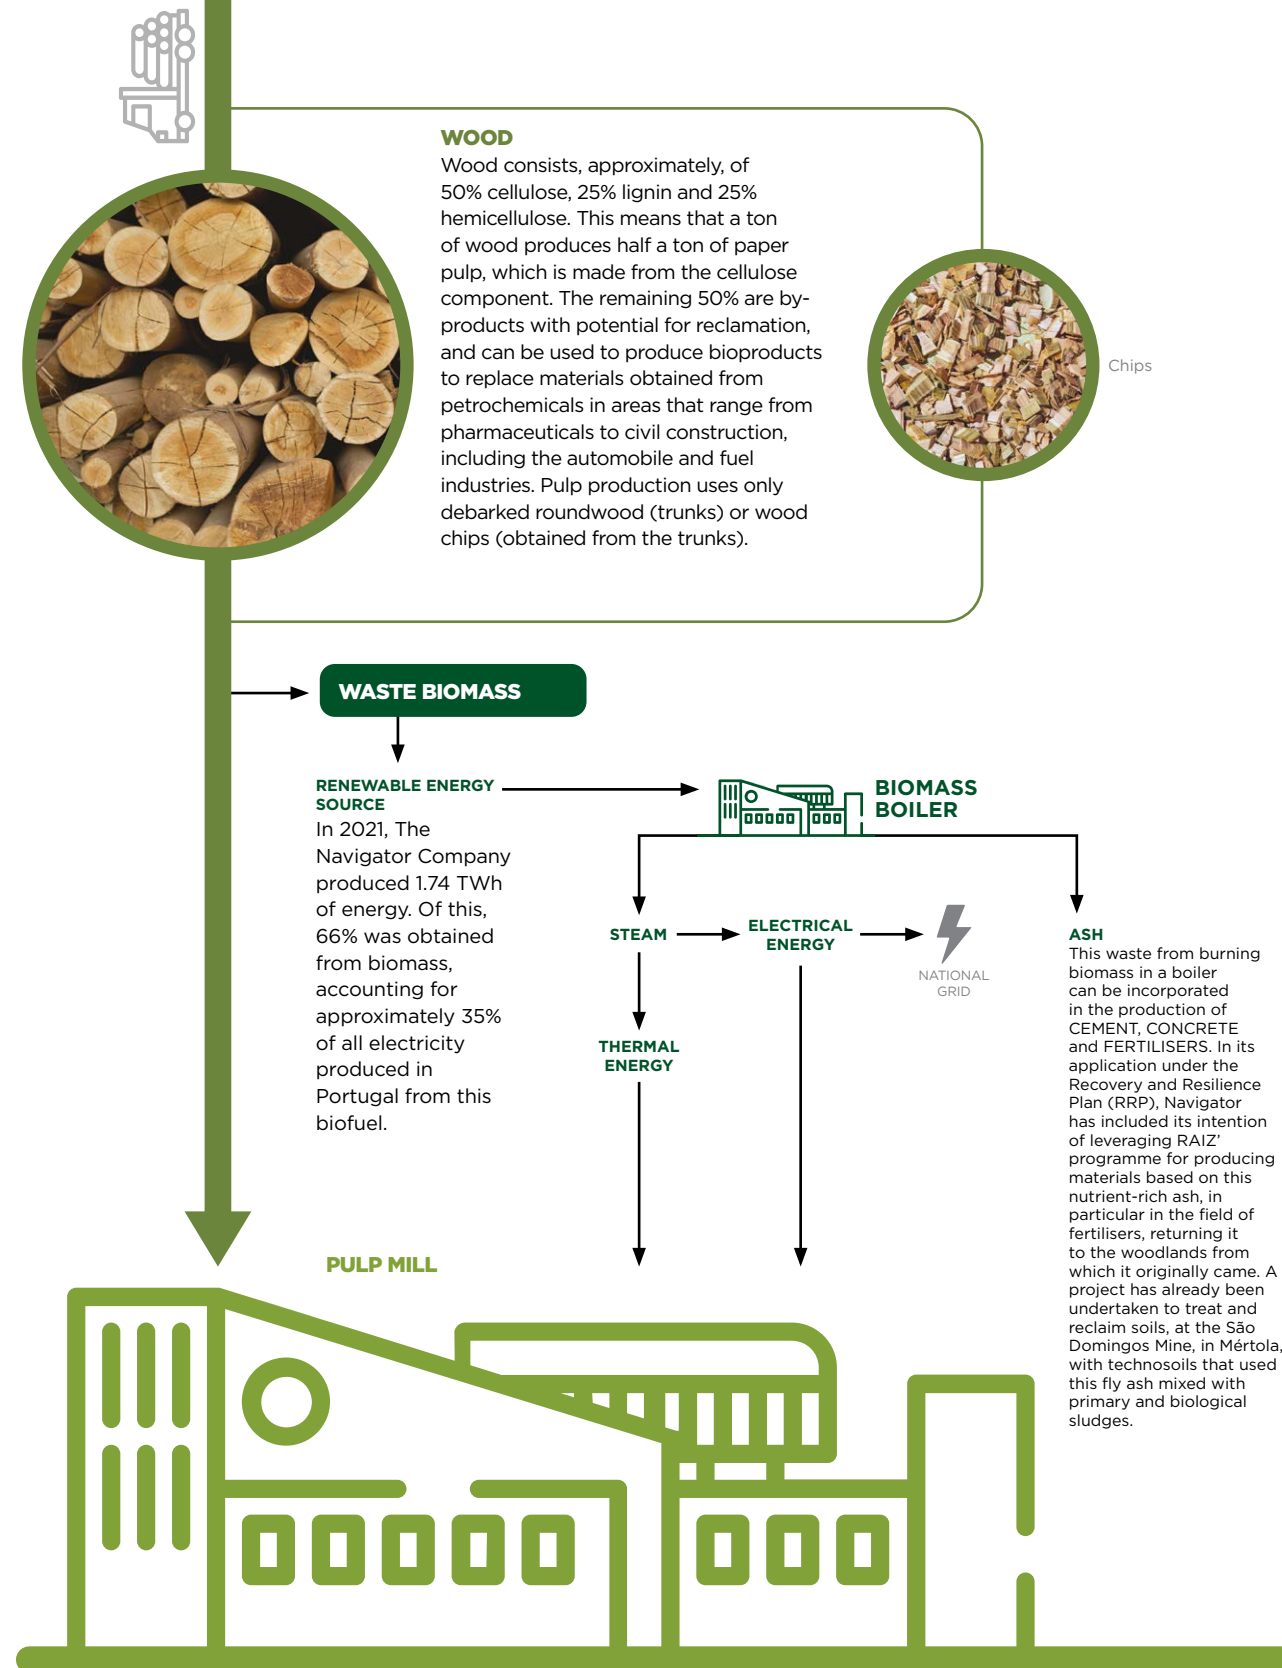 WOOD
Wood consists, approximately, of
50% cellulose, 25% lignin and 25%
hemicellulose. This means that a ton
of wood produces half a ton of paper
pulp, which is made from the cellulose
component. The remaining 50% are by-
products with potential for reclamation,
and can be used to produce bioproducts
to replace materials obtained from
petrochemicals in areas that range from
pharmaceuticals to civil construction,
including the automobile and fuel
industries. Pulp production uses only
debarked roundwood (trunks) or wood
chips (obtained from the trunks).
Chips
WASTE BIOMASS
RENEWABLE ENERGY
SOURCE
In 2021, The
Navigator Company
produced 1.74 TWh
of energy. Of this,
66% was obtained
from biomass,
accounting for
approximately 35%
of all electricity
produced in
Portugal from this
biofuel.
BIOMASS
BOILER
STEAM
ELECTRICAL
ENERGY
NATIONAL
GRID
THERMAL
ENERGY
ASH
This waste from burning
biomass in a boiler
can be incorporated
in the production of
CEMENT, CONCRETE
and FERTILISERS. In its
application under the
Recovery and Resilience
Plan (RRP), Navigator
has included its intention
of leveraging RAIZ’
programme for producing
materials based on this
nutrient-rich ash, in
particular in the field of
fertilisers, returning it
to the woodlands from
which it originally came. A
project has already been
undertaken to treat and
reclaim soils, at the São
Domingos Mine, in Mértola,
with technosoils that used
this fly ash mixed with
primary and biological
sludges.
PULP MILL